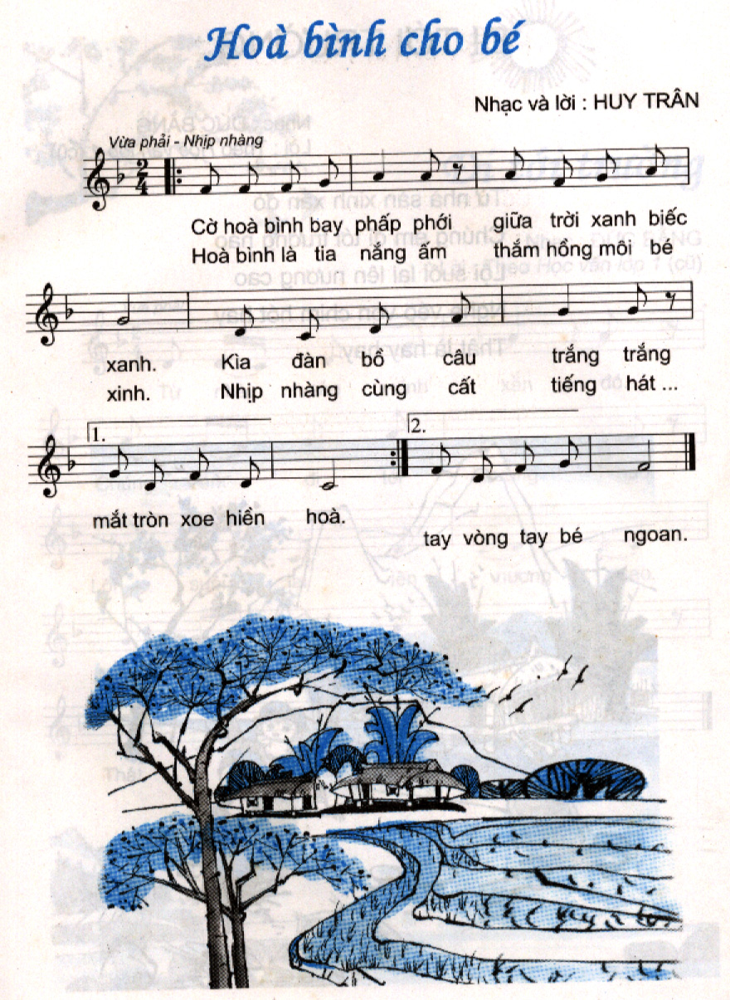 Hoà bình cho bé
Nhạc và lời : HUY TRÂN
Vừa phải - Nhịp nhàng
2
4
Cờ hoà bình bay phấp phới giữa trời xanh biếc
Hoà bình là tia nắng ấm thắm hồng môi bé
xanh. Kìa đàn bồ câu trắng trắng
xinh. Nhịp nhàng cùng cất tiếng hát ...
1.
2.
mắt tròn xoe hiền hoà.
tay vòng tay bé ngoan.